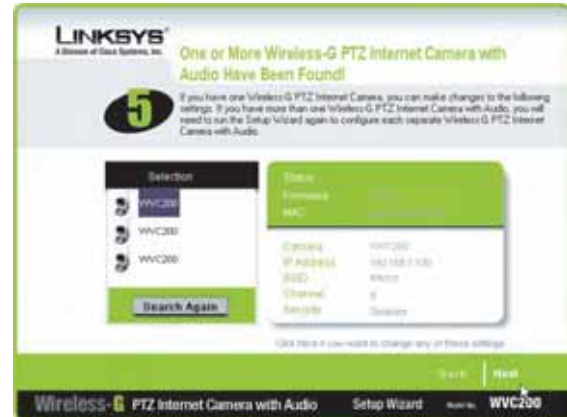 LINKSYS®
A Division of Cisco Systems, Inc.
One or More Wireless-G PTZ Internet Camera with
Audio Have Been Found!
5
If you have one Wireless-G PTZ Internet Camera, you can make changes to the following
settings. If you have more than one Wireless-G PTZ Internet Camera with Audio, you will
need to run the Setup Wizard again to configure each separate Wireless-G PTZ Internet
Camera with Audio.
Selection
WVC200
WVC200
WVC200
Search Again
Status
Firmware
MAC
Camera WVC200
IP Address 192.168.1.100
SSID
Channel 6
Security Disabled
Click Here if you want to change any of these settings
Back Next
Wireless-G PTZ Internet Camera with Audio Setup Wizard Model No. WVC200